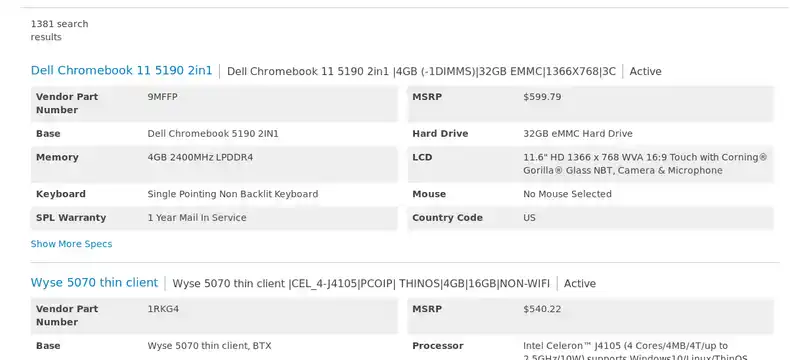 1381 search
results
Dell Chromebook 11 5190 2in1 Dell Chromebook 11 5190 2in1 |4GB (-1DIMMS)|32GB EMMC|1366X768|3C Active
Vendor Part 9MFFP MSRP $599.79
Number
Base Dell Chromebook 5190 2IN1 Hard Drive 32GB eMMC Hard Drive
Memory 4GB 2400MHz LPDDR4 LCD 11.6" HD 1366 x 768 WVA 16:9 Touch with Corning®
Gorilla® Glass NBT, Camera & Microphone
Keyboard Single Pointing Non Backlit Keyboard Mouse No Mouse Selected
SPL Warranty 1 Year Mail In Service Country Code US
Show More Specs
Wyse 5070 thin client Wyse 5070 thin client |CEL_4-J4105|PCOIP| THINOS|4GB|16GB|NON-WIFI Active
Vendor Part 1RKG4 MSRP $540.22
Number
Base Wyse 5070 thin client, BTX Processor Intel Celeron™ J4105 (4 Cores/4MB/4T/up to
2.5GHz/10W) supports Windows10/Linux/ThinOS